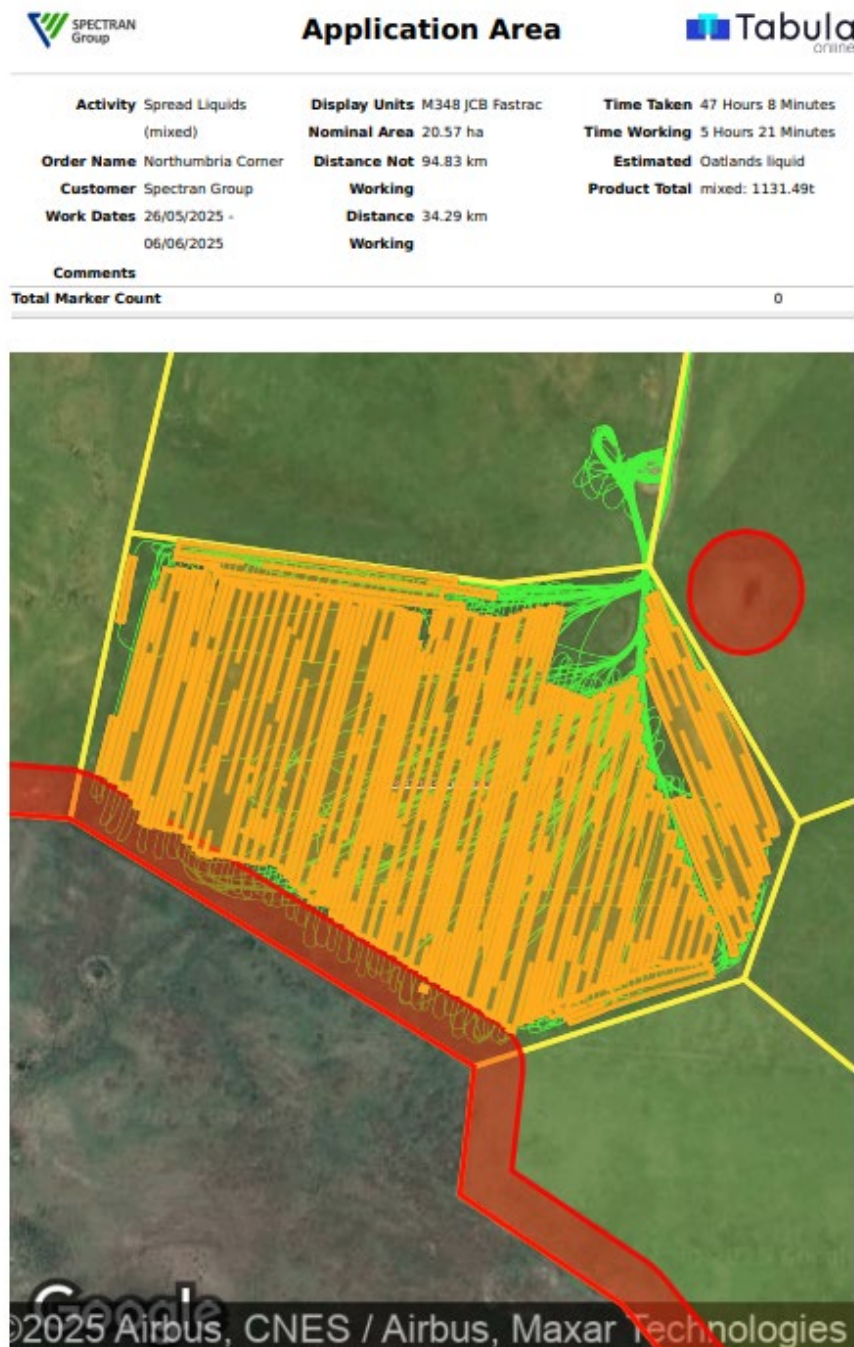 SPECTRAN
Group
Application Area
Tabula
online
Activity Spread Liquids
(mixed)
Order Name Northumbria Corner
Customer Spectran Group
Work Dates 26/05/2025 -
06/06/2025
Comments
Display Units M348 JCB Fastrac
Nominal Area 20.57 ha
Distance Not 94.83 km
Working
Distance 34.29 km
Working
Time Taken 47 Hours 8 Minutes
Time Working 5 Hours 21 Minutes
Estimated Oatlands liquid
Product Total mixed: 1131.49t
Total Marker Count 0
Google
©2025 Airbus, CNES / Airbus, Maxar Technologies